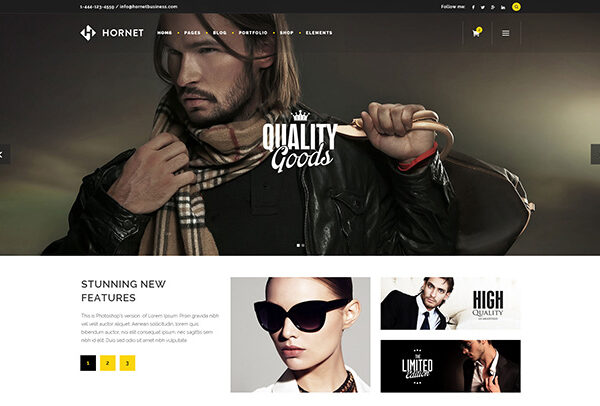 1-444-123-4559 / info@hornetbusiness.com
Follow me:
HORNET
HOME
PAGES
BLOG
PORTFOLIO
SHOP
ELEMENTS
QUALITY
Goods
STUNNING NEW
FEATURES
This is Photoshop's version of Lorem Ipsum. Proin gravida nibh
vel velit auctor aliquet. Aenean sollicitudin, lorem quis
bibendum auctor, nisi elit consequat ipsum, nec sagittis sem
nibh id elit. Duis sed odio sit amet nibh vulputate
1 2 3
HIGH
QUALITY
THE
LIMITED
Edition